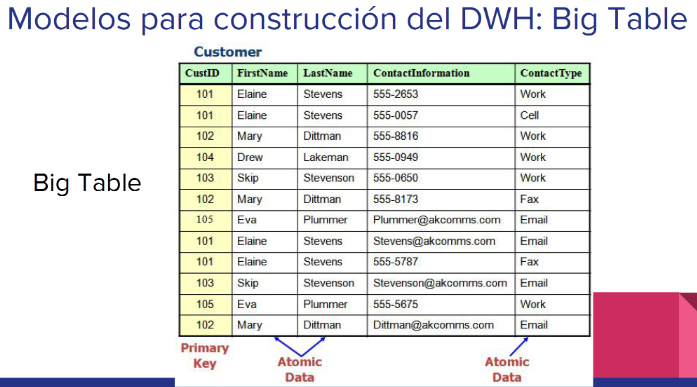 Modelos para construcción del DWH: Big Table
Customer
CustID FirstName LastName ContactInformation ContactType
101 Elaine Stevens 555-2653 Work
101 Elaine Stevens 555-0057 Cell
102 Mary Dittman 555-8816 Work
104 Drew Lakeman 555-0949 Work
103 Skip Stevenson 555-0650 Work
102 Mary Dittman 555-8173 Fax
105 Eva Plummer Plummer@akcomms.com Email
101 Elaine Stevens Stevens@akcomms.com Email
101 Elaine Stevens 555-5787 Fax
103 Skip Stevenson Stevenson@akcomms.com Email
105 Eva Plummer 555-5675 Work
102 Mary Dittman Dittman@akcomms.com Email
Big Table
Primary
Key
Atomic
Data
Atomic
Data